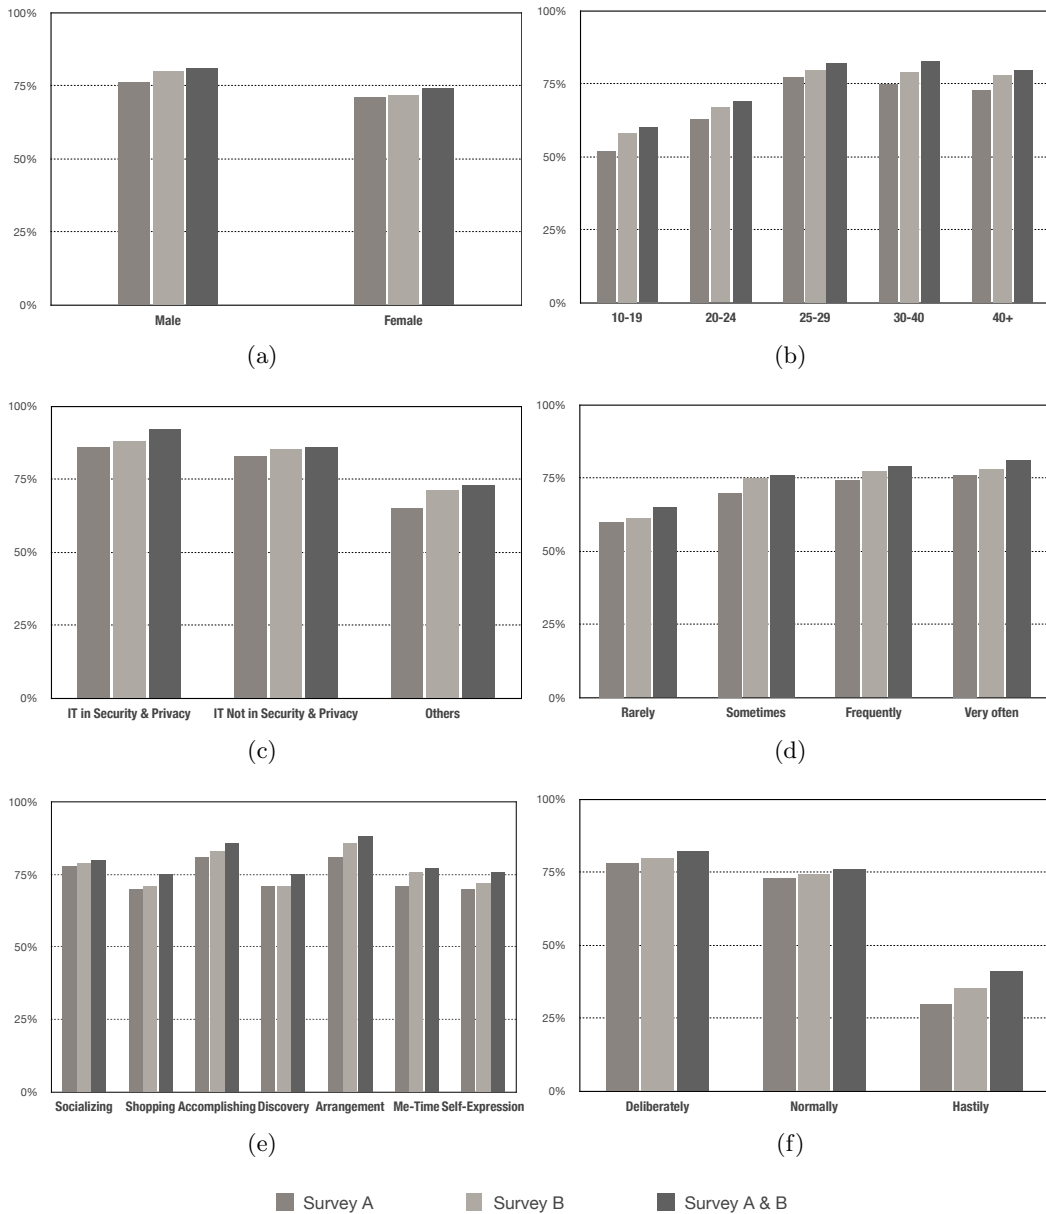 100%
75%
50%
25%
0%
Male Female
(a)
100%
75%
50%
25%
0%
10-19 20-24 25-29 30-40 40+
(b)
100%
75%
50%
25%
0%
IT in Security & Privacy IT Not in Security & Privacy Others
(c)
100%
75%
50%
25%
0%
Rarely Sometimes Frequently Very often
(d)
100%
75%
50%
25%
0%
Socializing Shopping Accomplishing Discovery Arrangement Me-Time Self-Expression
(e)
100%
75%
50%
25%
0%
Deliberately Normally Hastily
(f)
Survey A Survey B Survey A & B